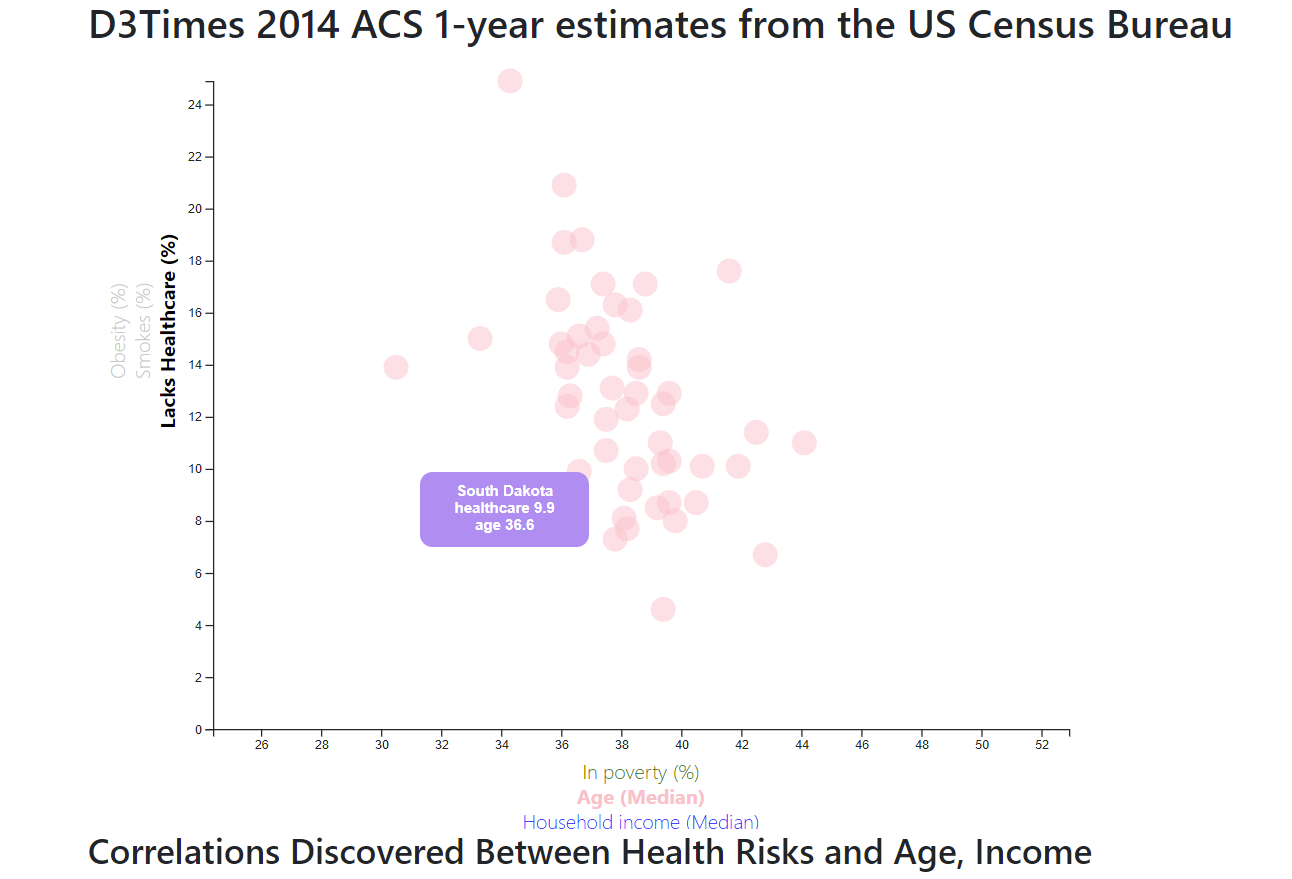 D3Times 2014 ACS 1-year estimates from the US Census Bureau
Obesity (%)
Smokes (%)
Lacks Healthcare (%)
24
22
20
18
16
14
12
10
8
6
4
2
0
South Dakota
healthcare 9.9
age 36.6
26 28 30 32 34 36 38 40 42 44 46 48 50 52
In poverty (%)
Age (Median)
Household income (Median)
Correlations Discovered Between Health Risks and Age, Income